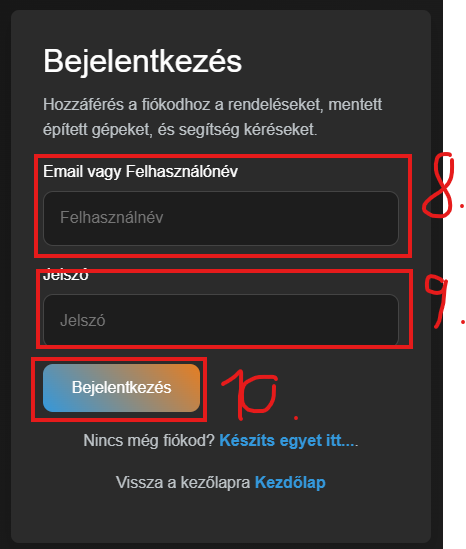 Bejelentkezés
Hozzáférés a fiókodhoz a rendeléseket, mentett
épített gépeket, és segítség kéréseket.
Email vagy Felhasználónév
8.
Felhasználnév
Jelszó
9.
Jelszó
Bejelentkezés
10.
Nincs még fiókod? Készíts egyet itt....
Vissza a kezőlapra Kezdőlap